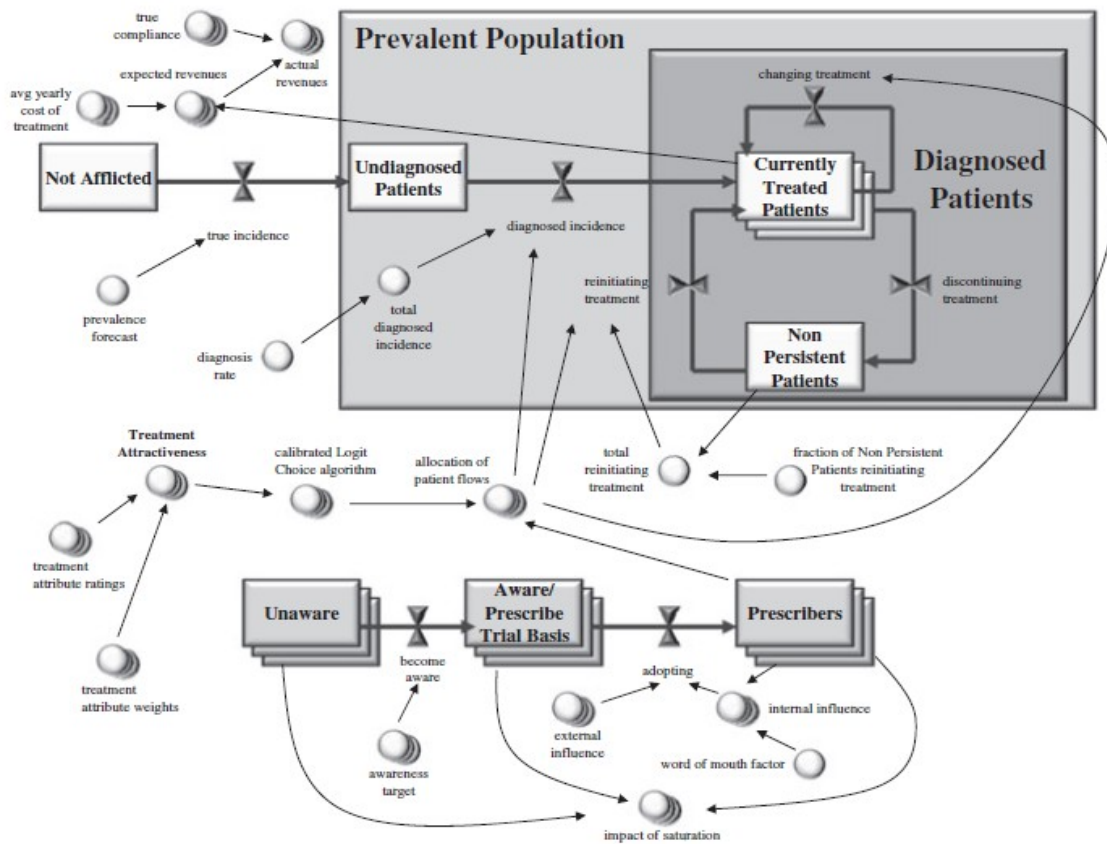 true
compliance
Prevalent Population
expected revenues
actual
revenues
changing treatment
avg yearly
cost of
treatment
Not Afflicted
Undiagnosed
Patients
Currently
Treated
Patients
Diagnosed
Patients
true incidence
diagnosed incidence
reinitiating
treatment
discontinuing
treatment
prevalence
forecast
total
diagnosed
incidence
diagnosis
rate
Non
Persistent
Patients
Treatment
Attractiveness
calibrated Logit
Choice algorithm
allocation of
patient flows
total
reinitiating
treatment
fraction of Non Persistent
Patients reinitiating
treatment
treatment
attribute ratings
Unaware
Aware/
Prescribe
Trial Basis
Prescribers
become
aware
adopting
treatment
attribute weights
external
influence
internal influence
awareness
target
word of mouth factor
impact of saturation